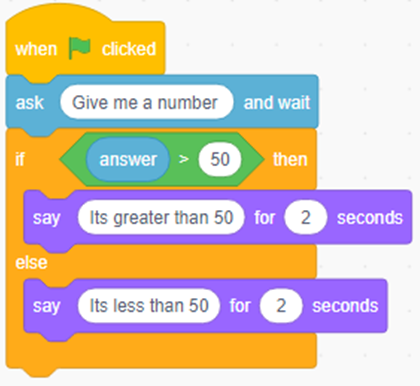 when clicked
ask Give me a number and wait
if answer > 50 then
say Its greater than 50 for 2 seconds
else
say Its less than 50 for 2 seconds